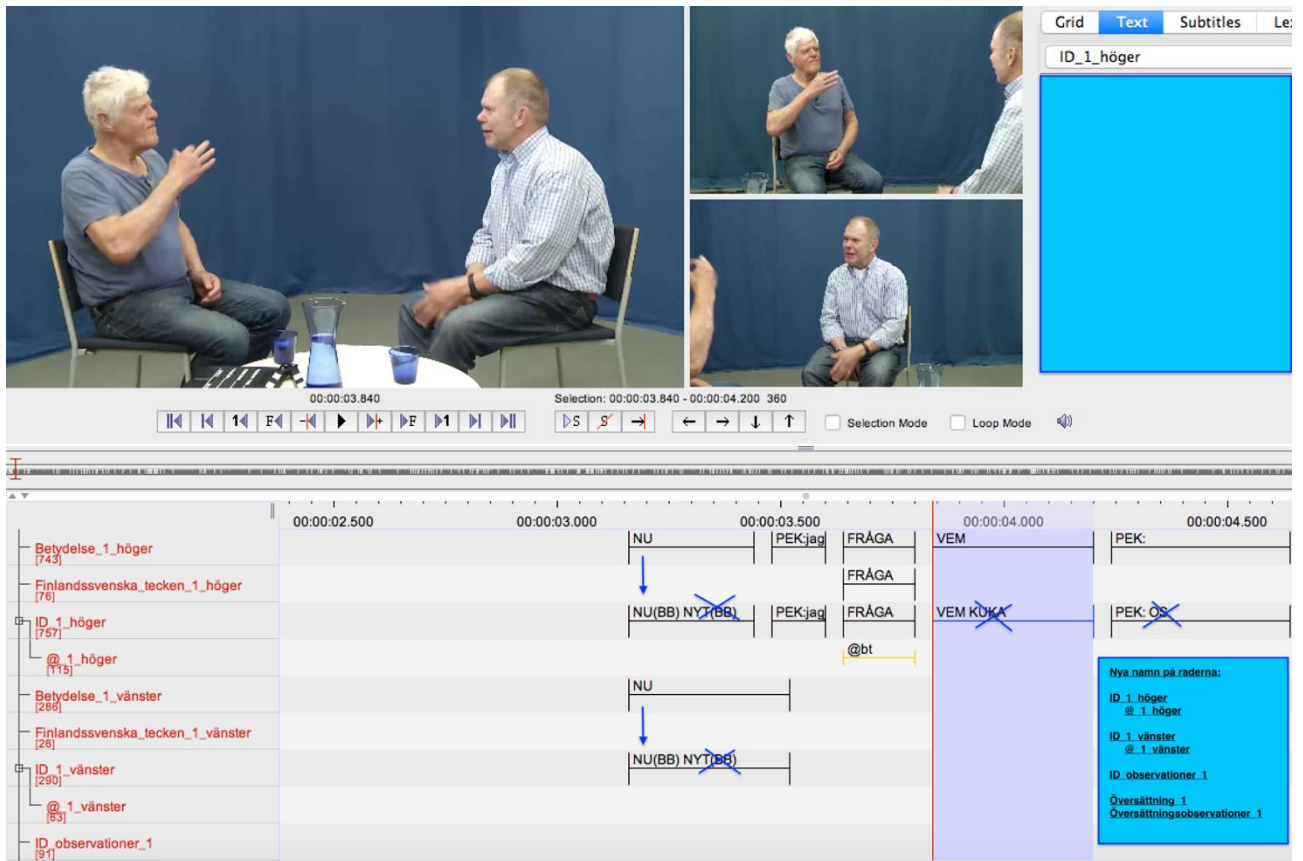 Grid Text Subtitles Le
ID_1_höger
00:00:03.840
Selection: 00:00:03.840 - 00:00:04.200 360
1 F + F 1 S S
Selection Mode
Loop Mode
00:00:02.500 00:00:03.000 00:00:03.500 00:00:04.000 00:00:04.500
Betydelse_1_höger
[743]
NU PEK:jag FRÅGA VEM PEK:
Finlandssvenska_tecken_1_höger
[76]
FRÅGA
ID_1_höger
[757]
NU(BB) NYT(BB) PEK:jag FRÅGA VEM KUKA PEK: OS
@_1_höger
[115]
@bt
Betydelse_1_vänster
[286]
NU
Finlandssvenska_tecken_1_vänster
[26]
ID_1_vänster
[290]
NU(BB) NYT(BB)
@_1_vänster
[63]
ID_observationer_1
[91]
Nya namn på raderna:
ID_1_höger
@_1_höger
ID_1_vänster
@_1_vänster
ID_observationer_1
Översättning_1
Översättningsobservationer_1